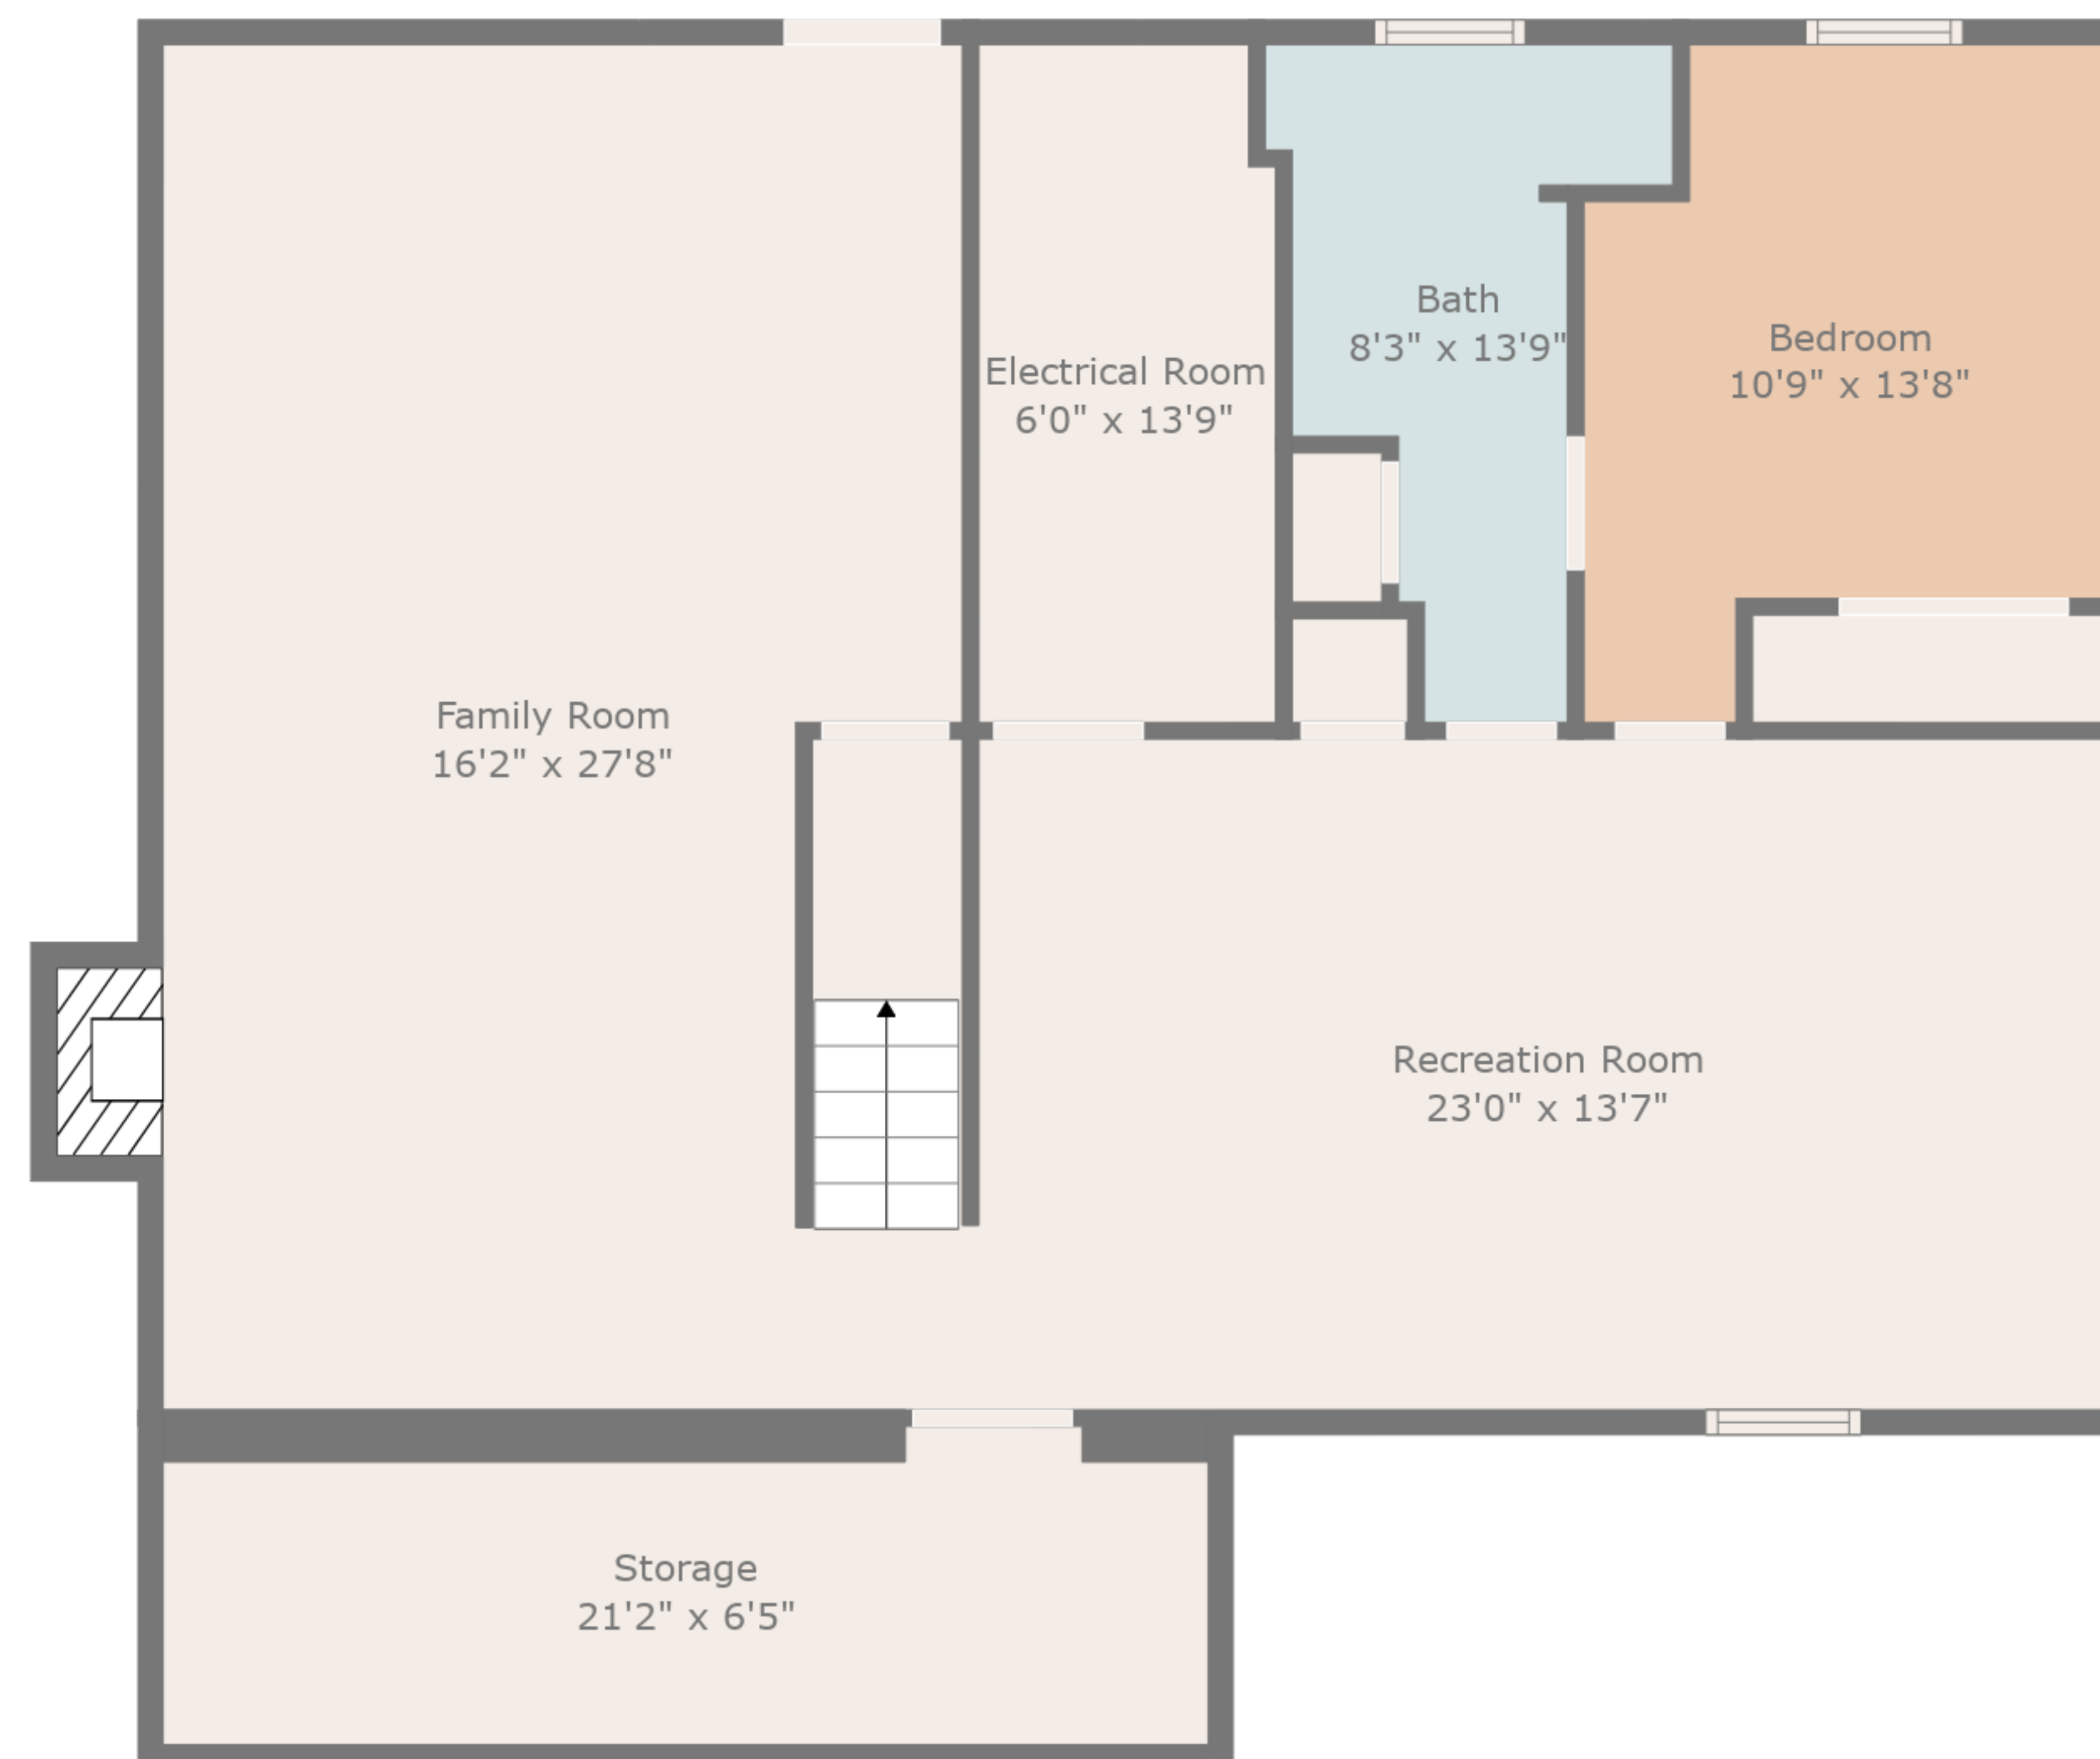 Bath
8'3" x 13'9"
Bedroom
10'9" x 13'8"
Electrical Room
6'0" x 13'9"
Family Room
16'2" x 27'8"
Recreation Room
23'0" x 13'7"
Storage
21'2" x 6'5"